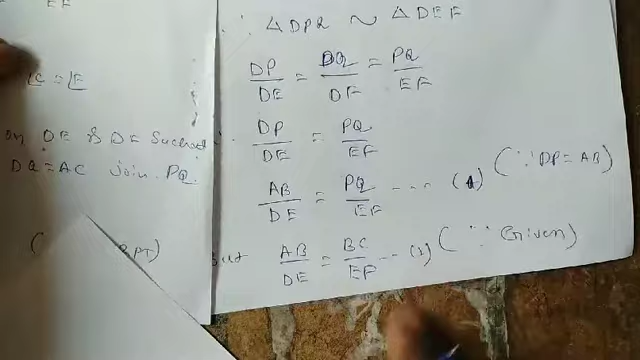 EF
∠C = ∠E
on DE & DF Such
DQ = AC join PQ.
BPT)
∴ △DPQ ~ △DEF
DP/DE = DQ/DF = PQ/EF
DP/DE = PQ/EF
AB/DE = PQ/EF ---- (1) (∵ DP = AB)
but AB/DE = BC/EF --- (2) (∵ Given)